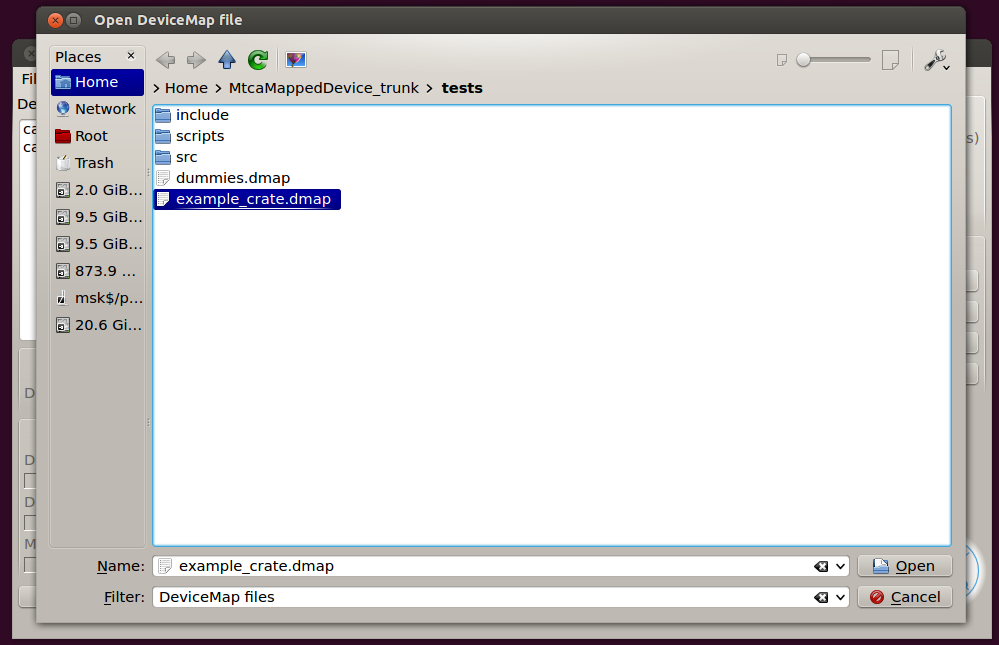 Open DeviceMap file
Places
Home
Network
Root
Trash
2.0 GiB...
9.5 GiB...
9.5 GiB...
873.9 ...
msk$/p...
20.6 Gi...
> Home > MtcaMappedDevice_trunk > tests
include
scripts
src
dummies.dmap
example_crate.dmap
Name: example_crate.dmap
Open
Filter: DeviceMap files
Cancel
Fil
De
ca
ca
s)
D
D
D
M